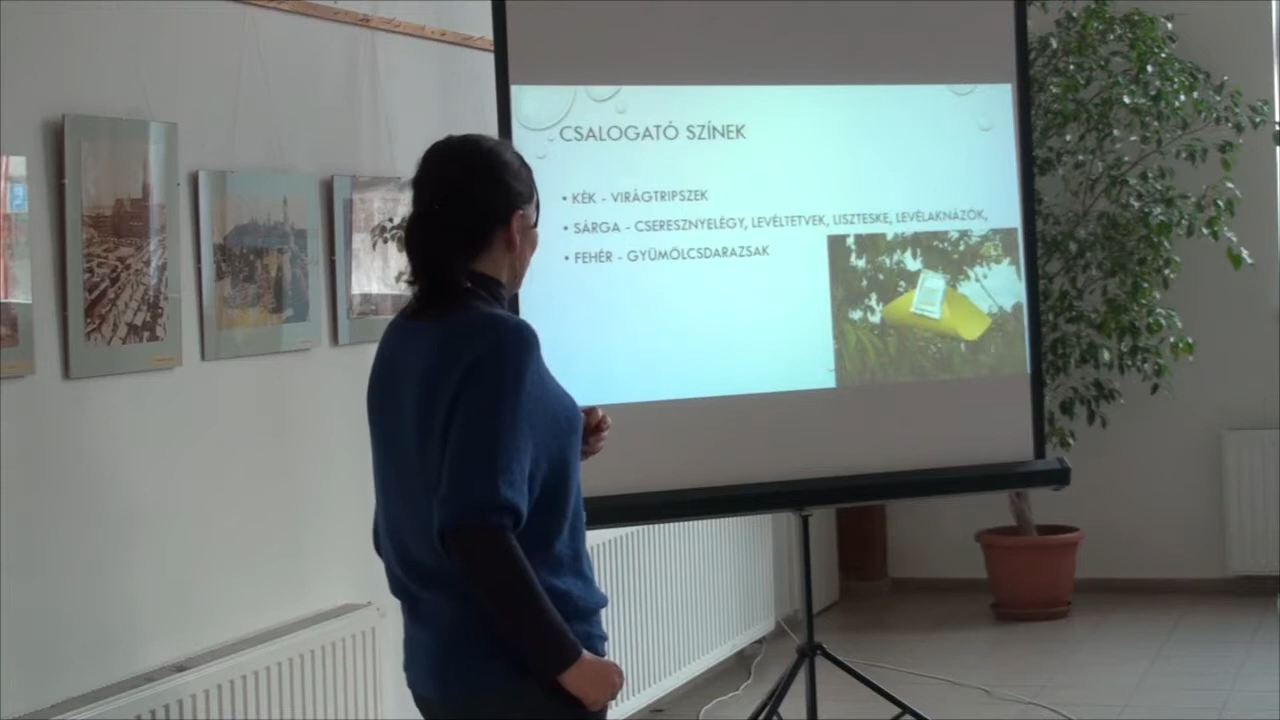 CSALOGATÓ SZÍNEK
• KÉK - VIRÁGTRIPSZEK
• SÁRGA - CSERESZNYELÉGY, LEVÉLTETVEK, LISZTESKE, LEVÉLAKNÁZÓK,
• FEHÉR - GYÜMÖLCSDARAZSAK